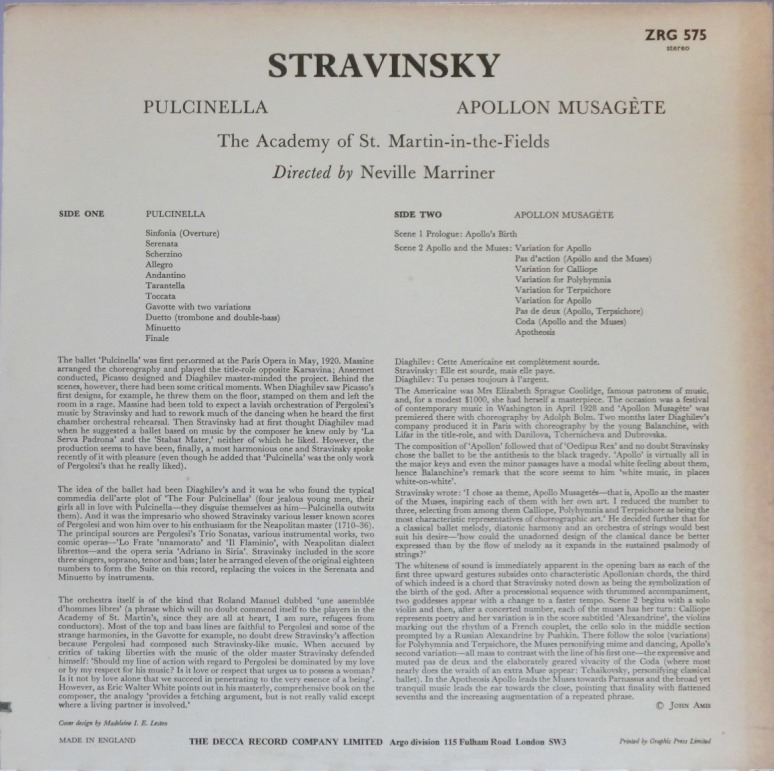 ZRG 575
stereo
STRAVINSKY
PULCINELLA
APOLLON MUSAGÈTE
The Academy of St. Martin-in-the-Fields
Directed by Neville Marriner
SIDE ONE PULCINELLA
Sinfonia (Overture)
Serenata
Scherzino
Allegro
Andantino
Tarantella
Toccata
Gavotte with two variations
Duetto (trombone and double-bass)
Minuetto
Finale
The ballet 'Pulcinella' was first performed at the Paris Opera in May, 1920. Massine
arranged the choreography and played the title-role opposite Karsavina; Ansermet
conducted, Picasso designed and Diaghilev master-minded the project. Behind the
scenes, however, there had been some critical moments. When Diaghilev saw Picasso's
first designs, for example, he threw them on the floor, stamped on them and left the
room in a rage, Massine had been told to expect a lavish orchestration of Pergolesi's
music by Stravinsky and had to rework much of the dancing when he heard the first
chamber orchestral rehearsal. Then Stravinsky had at first thought Diaghilev mad
when he suggested a ballet based on music by the composer he knew only by 'La
Serva Padrona' and the 'Stabat Mater,' neither of which he liked. However, the
production seems to have been, finally, a most harmonious one and Stravinsky spoke
recently of it with pleasure (even though he added that 'Pulcinella' was the only work
of Pergolesi's that he really liked).
The idea of the ballet had been Diaghilev's and it was he who found the typical
commedia dell'arte plot of 'The Four Pulcinellas' (four jealous young men, their
girls all in love with Pulcinella—they disguise themselves as him—Pulcinella outwits
them). And it was the impresario who showed Stravinsky various lesser known scores
of Pergolesi and won him over to his enthusiasm for the Neapolitan master (1710–36).
The principal sources are Pergolesi's Trio Sonatas, various instrumental works, two
comic operas—'Lo Frate 'nnamorato' and 'Il Flaminio', with Neapolitan dialect
librettos—and the opera seria 'Adriano in Siria'. Stravinsky included in the score
three singers, soprano, tenor and bass; later he arranged eleven of the original eighteen
numbers to form the Suite on this record, replacing the voices in the Serenata and
Minuetto by instruments.
The orchestra itself is of the kind that Roland Manuel dubbed 'une assemblée
d'hommes libres' (a phrase which will no doubt commend itself to the players in the
Academy of St. Martin's, since they are at heart, I am sure, refugees from
conductors). Most of the top and bass lines are faithful to Pergolesi and some of the
strange harmonies, in the Gavotte for example, no doubt drew Stravinsky's affection
because Pergolesi had composed such Stravinsky-like music. When accused by
critics of taking liberties with the music of the older master Stravinsky defended
himself: 'Should my line of action with regard to Pergolesi be dominated by my love
or by my respect for his music? Is it love or respect that urges us to possess a woman?
Is it not by love alone that we succeed in penetrating to the very essence of a being'.
However, as Eric Walter White points out in his masterly, comprehensive book on the
composer, the analogy 'provides a fetching argument, but is not really valid except
where a living partner is involved.'
SIDE TWO APOLLON MUSAGÈTE
Scene 1 Prologue: Apollo's Birth
Scene 2 Apollo and the Muses: Variation for Apollo
Pas d'action (Apollo and the Muses)
Variation for Calliope
Variation for Polyhymnia
Variation for Terpsichore
Variation for Apollo
Pas de deux (Apollo, Terpsichore)
Coda (Apollo and the Muses)
Apotheosis
Diaghilev: Cette Americaine est complètement sourde.
Stravinsky: Elle est sourde, mais elle paye.
Diaghilev: Tu penses toujours à l'argent.
The Americaine was Mrs Elizabeth Sprague Coolidge, famous patroness of music,
and, for a modest $1000, she had herself a masterpiece. The occasion was a festival
of contemporary music in Washington in April 1928 and 'Apollon Musagète' was
premiered there with choreography by Adolph Bolm. Two months later Diaghilev's
company produced it in Paris with choreography by the young Balanchine, with
Lifar in the title-role, and with Danilova, Tchernicheva and Dubrovska.
The composition of 'Apollon' followed that of 'Oedipus Rex' and no doubt Stravinsky
chose the ballet to be the antithesis to the black tragedy. 'Apollo' is virtually all in
the major keys and even the minor passages have a modal white feeling about them,
hence Balanchine's remark that the score seems to him 'white music, in places
white-on-white'.
Stravinsky wrote: 'I chose as theme, Apollo Musagetés—that is, Apollo as the master
of the Muses, inspiring each of them with her own art. I reduced the number to
three, selecting from among them Calliope, Polyhymnia and Terpsichore as being the
most characteristic representatives of choreographic art.' He decided further that for
a classical ballet melody, diatonic harmony and an orchestra of strings would best
suit his desire—'how could the unadorned design of the classical dance be better
expressed than by the flow of melody as it expands in the sustained psalmody of
strings?'
The whiteness of sound is immediately apparent in the opening bars as each of the
first three upward gestures subsides onto characteristic Apollonian chords, the third
of which indeed is a chord that Stravinsky noted down as being the symbolization of
the birth of the god. After a processional sequence with thrummed accompaniment,
two goddesses appear with a change to a faster tempo. Scene 2 begins with a solo
violin and then, after a concerted number, each of the muses has her turn: Calliope
represents poetry and her variation is in the score subtitled 'Alexandrine', the violins
marking out the rhythm of a French couplet, the cello solo in the middle section
prompted by a Russian Alexandrine by Pushkin. There follow the solos (variations)
for Polyhymnia and Terpsichore, the Muses personifying mime and dancing, Apollo's
second variation—all mass to contrast with the line of his first one—the expressive and
muted pas de deux and the elaborately geared vivacity of the Coda (where most
nearly does the wraith of an extra Muse appear: Tchaikovsky, personifying classical
ballet). In the Apotheosis Apollo leads the Muses towards Parnassus and the broad yet
tranquil music leads the ear towards the close, pointing that finality with flattened
sevenths and the increasing augmentation of a repeated phrase.
© JOHN AMIS
Cover design by Madeleine I. E. Leston
MADE IN ENGLAND
THE DECCA RECORD COMPANY LIMITED Argo division 115 Fulham Road London SW3
Printed by Graphic Press Limited